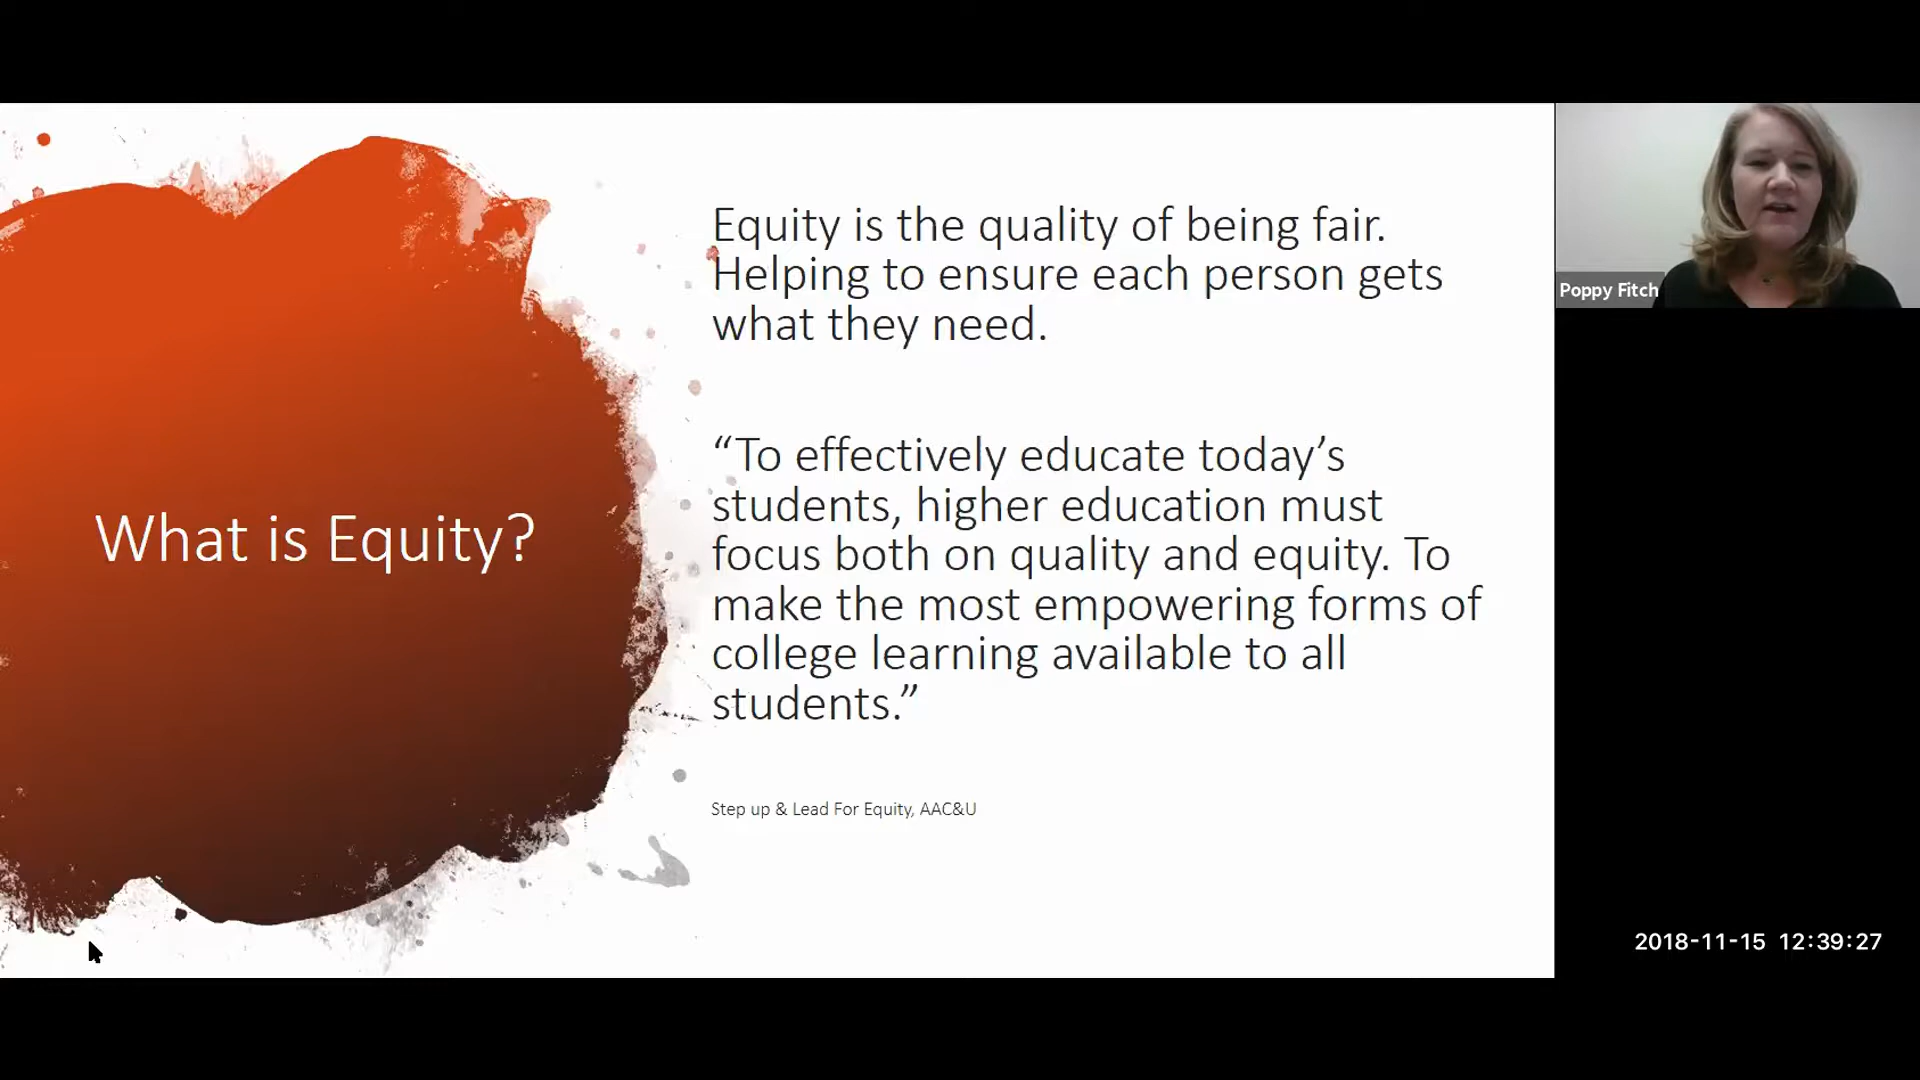 What is Equity?
Equity is the quality of being fair.
Helping to ensure each person gets
what they need.
“To effectively educate today’s
students, higher education must
focus both on quality and equity. To
make the most empowering forms of
college learning available to all
students.”
Step up & Lead For Equity, AAC&U
Poppy Fitch
2018-11-15 12:39:27